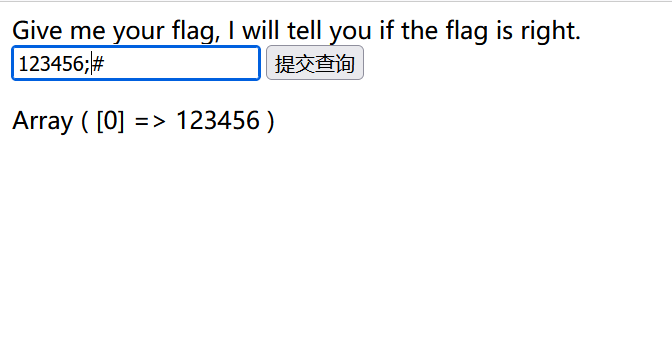 Give me your flag, I will tell you if the flag is right.
123456;# 提交查询
Array ( [0] => 123456 )